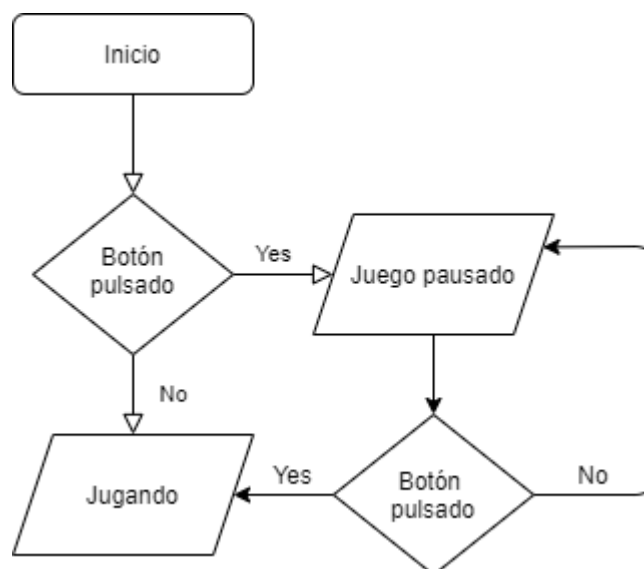 Inicio
Botón
pulsado
Yes
Juego pausado
No
Jugando
Yes
Botón
pulsado
No